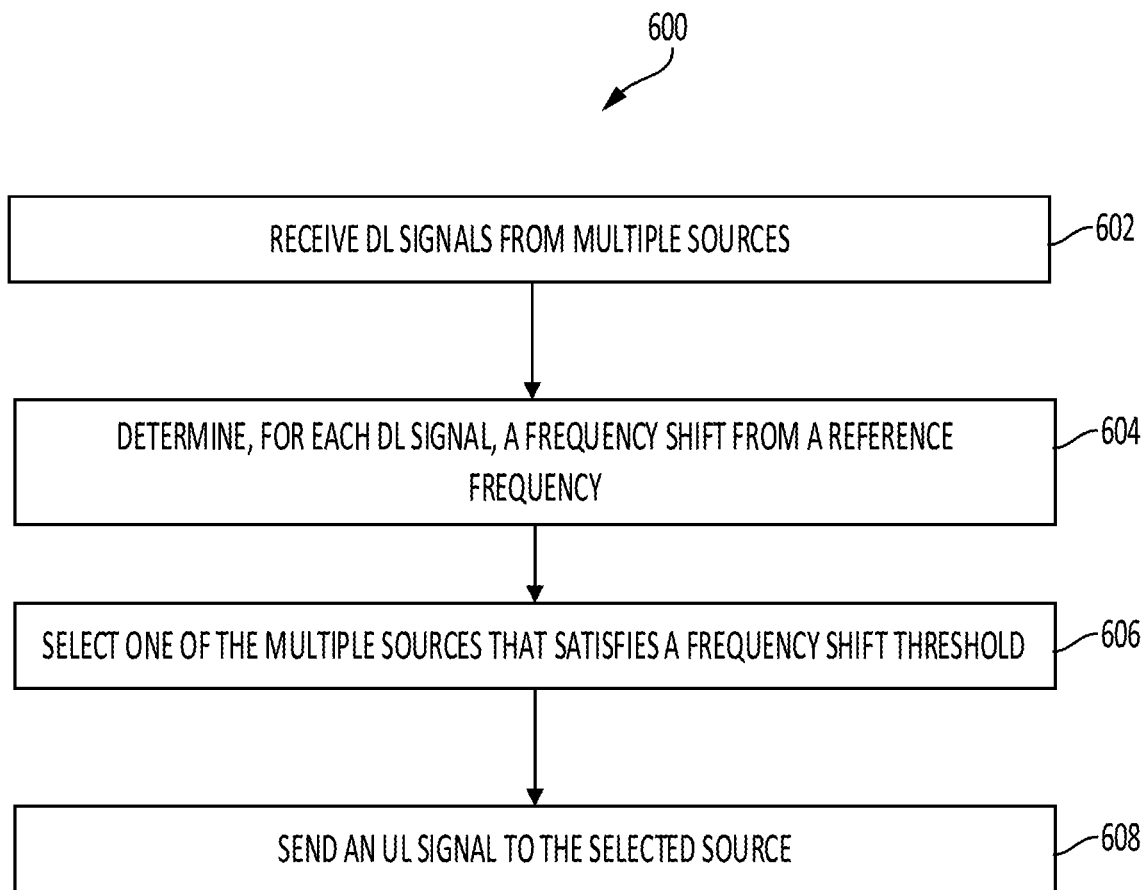 600
RECEIVE DL SIGNALS FROM MULTIPLE SOURCES
602
DETERMINE, FOR EACH DL SIGNAL, A FREQUENCY SHIFT FROM A REFERENCE
FREQUENCY
604
SELECT ONE OF THE MULTIPLE SOURCES THAT SATISFIES A FREQUENCY SHIFT THRESHOLD
606
SEND AN UL SIGNAL TO THE SELECTED SOURCE
608